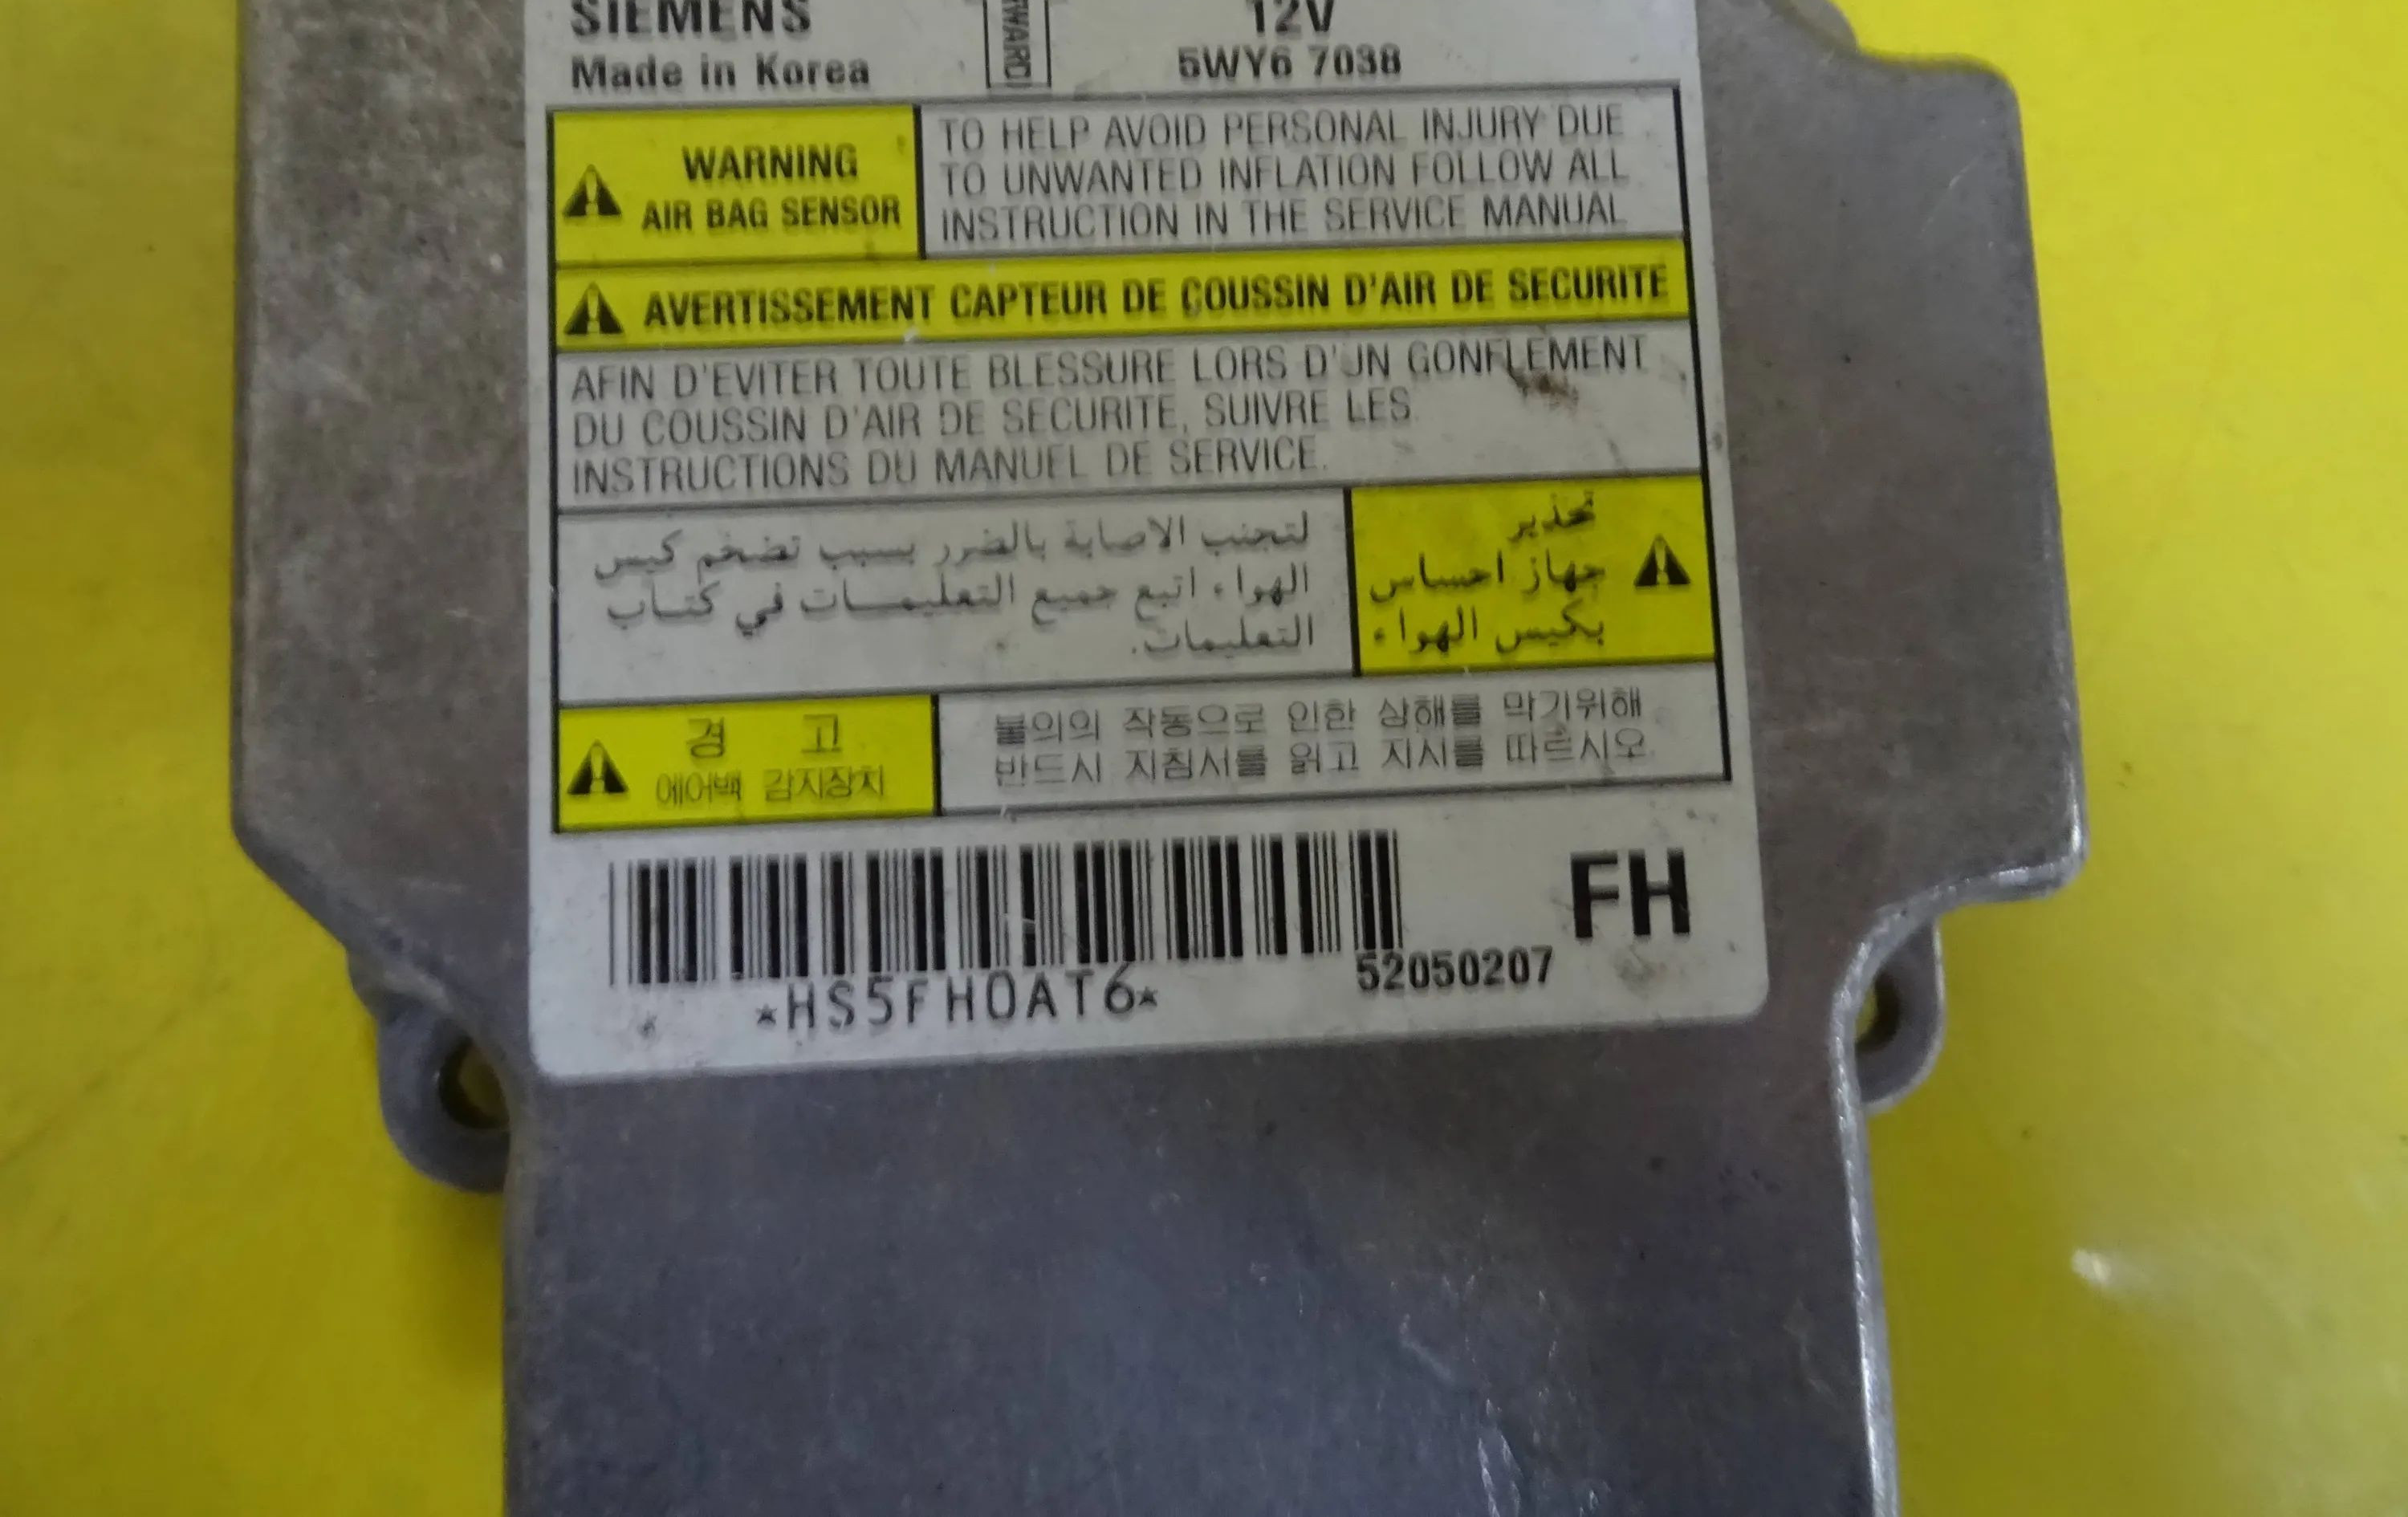 SIEMENS
Made in Korea
WARD
12V
5WY6 7038
WARNING
AIR BAG SENSOR
TO HELP AVOID PERSONAL INJURY DUE
TO UNWANTED INFLATION FOLLOW ALL
INSTRUCTION IN THE SERVICE MANUAL
AVERTISSEMENT CAPTEUR DE COUSSIN D'AIR DE SECURITE
AFIN D'EVITER TOUTE BLESSURE LORS D'UN GONFLEMENT
DU COUSSIN D'AIR DE SECURITE, SUIVRE LES
INSTRUCTIONS DU MANUEL DE SERVICE.
تحذير
جهاز احساس
بكيس الهواء
لتجنب الاصابة بالضرر بسبب تضخم كيس
الهواء اتبع جميع التعليمات في كتاب
التعليمات.
경 고
에어백 감지장치
불의의 작동으로 인한 상해를 막기위해
반드시 지침서를 읽고 지시를 따르시오
FH
52050207
*HS5FH0AT6*